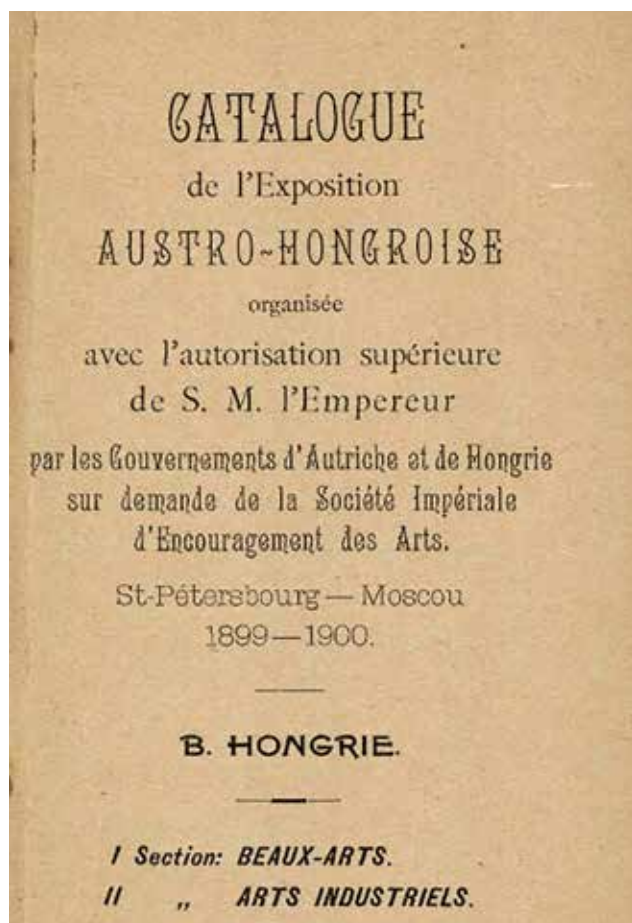 CATALOGUE
de l'Exposition
AUSTRO-HONGROISE
organisée
avec l'autorisation supérieure
de S. M. l'Empereur
par les Gouvernements d'Autriche et de Hongrie
sur demande de la Société Impériale
d'Encouragement des Arts.
St-Pétersbourg — Moscou
1899—1900.
B. HONGRIE.
I Section: BEAUX-ARTS.
II „ ARTS INDUSTRIELS.